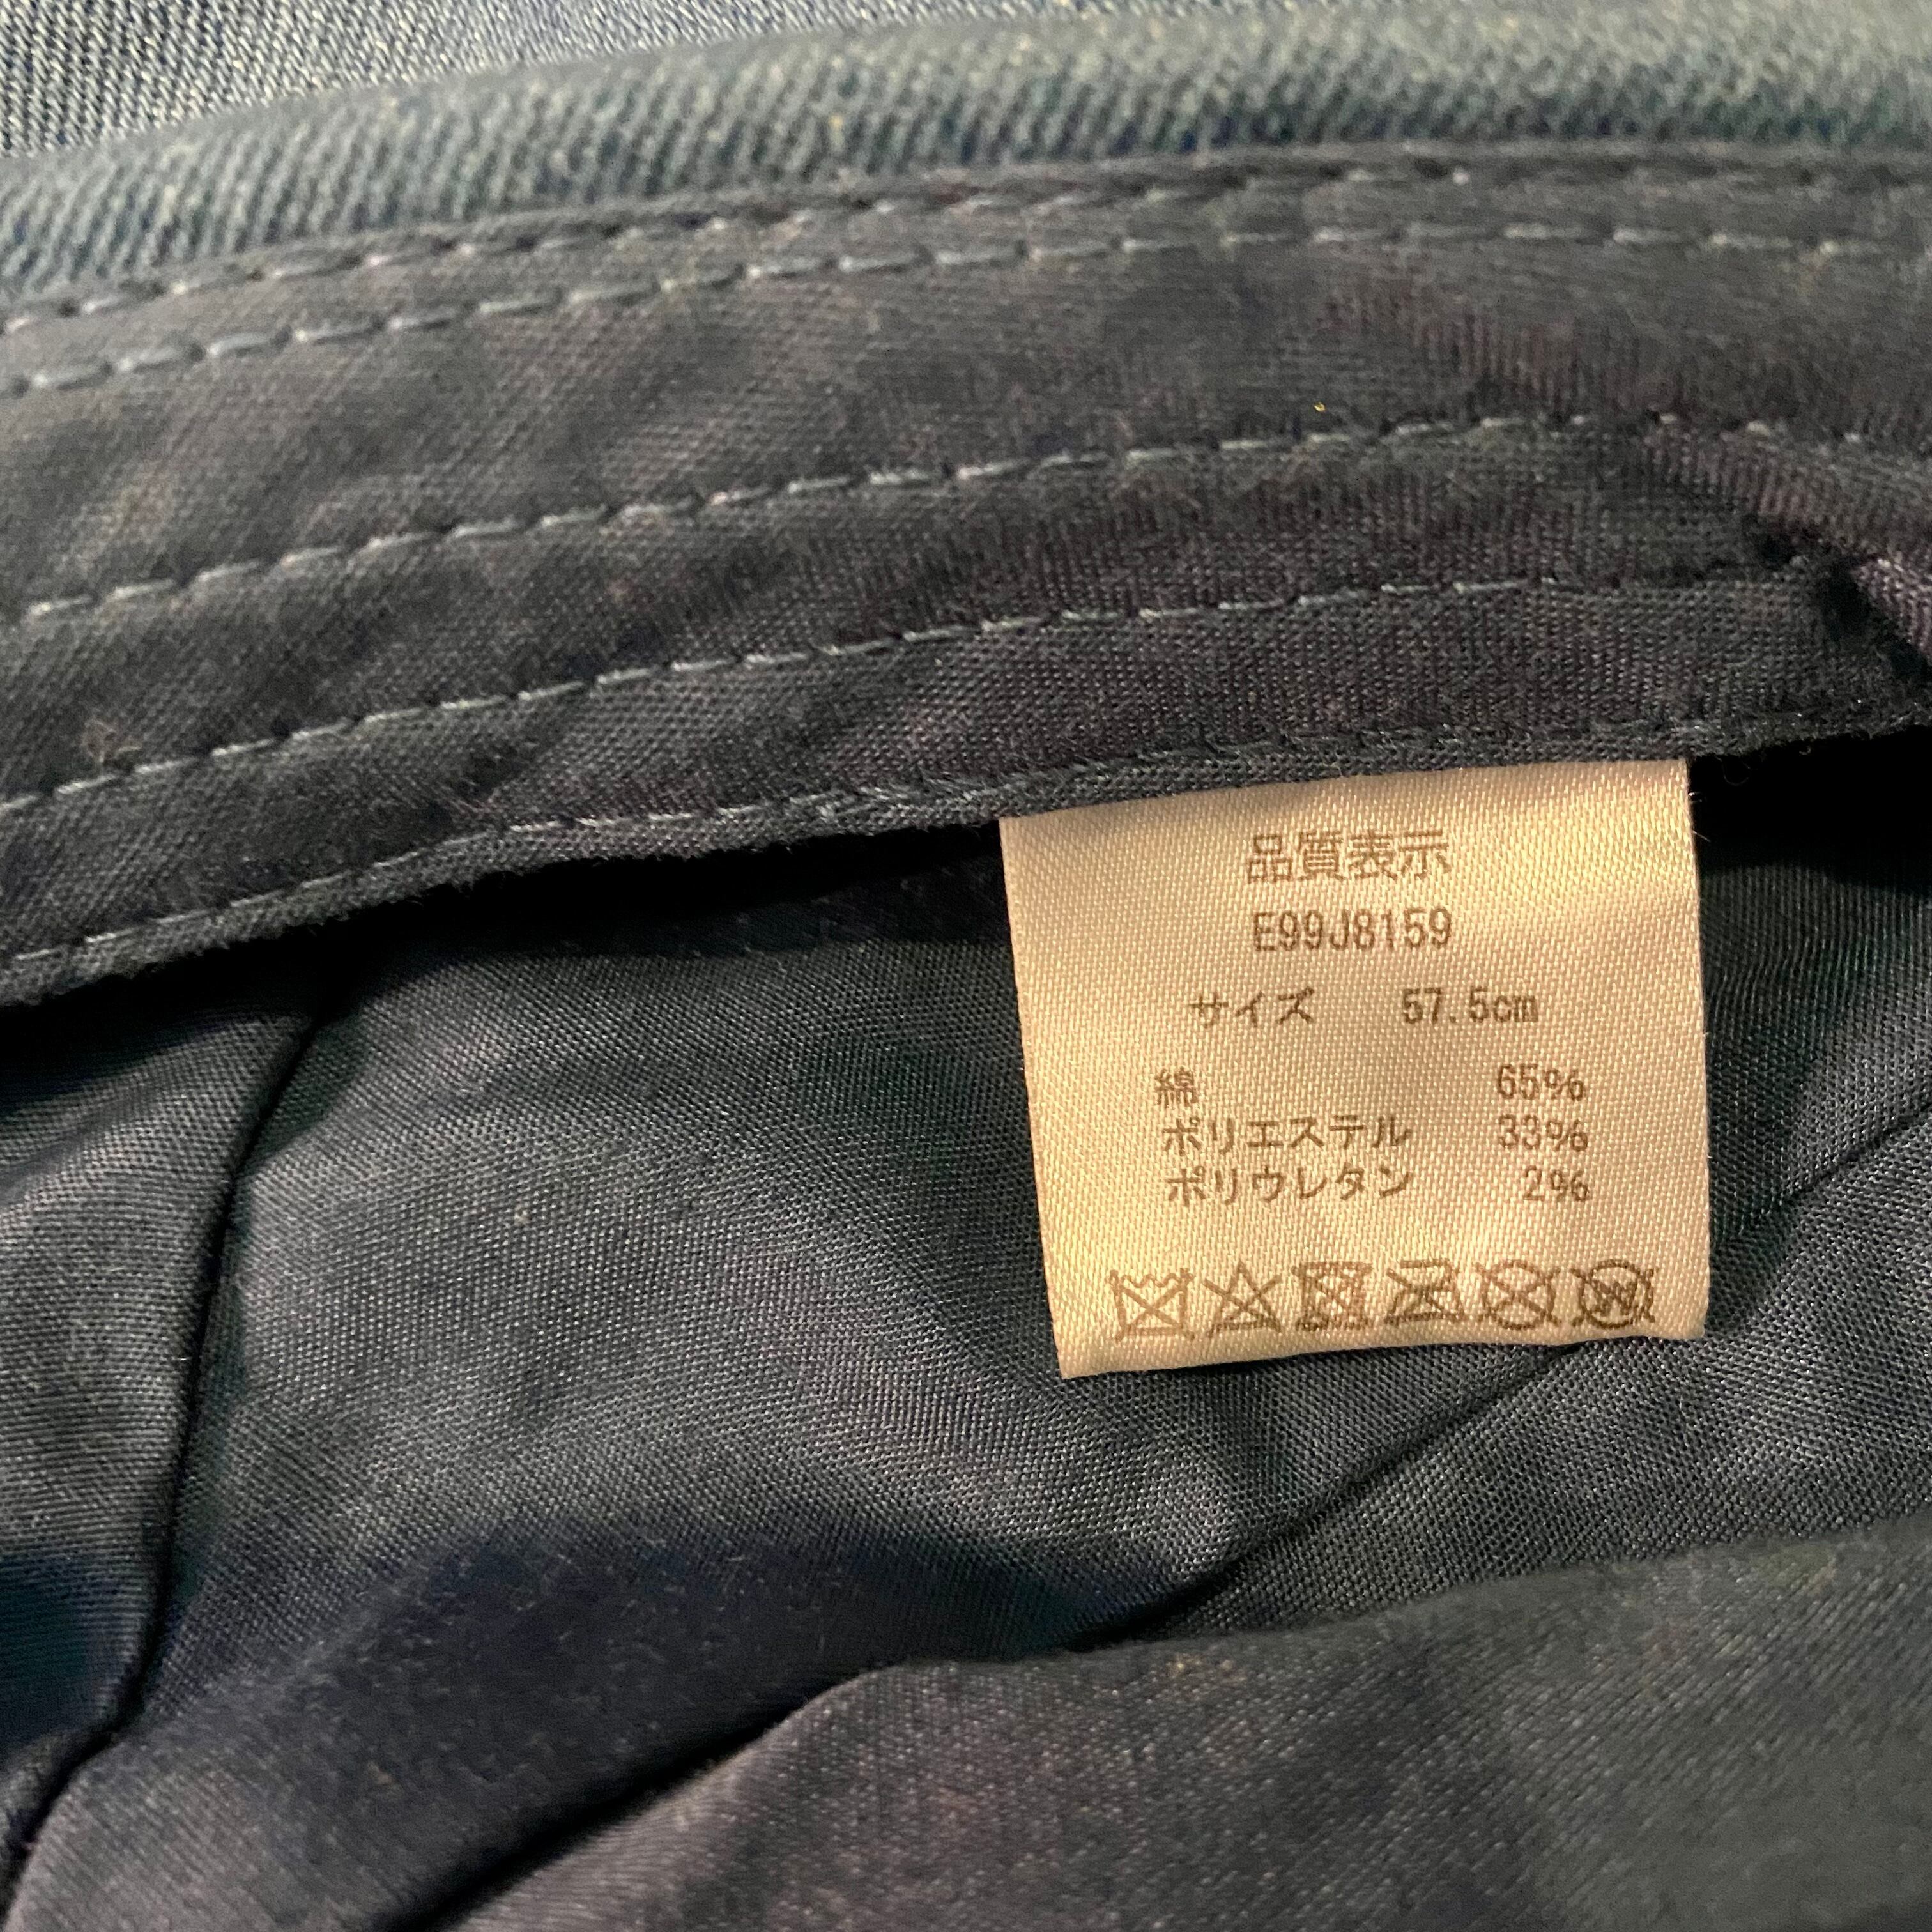 品質表示
E99J8159
サイズ 57.5cm
綿 65%
ポリエステル 33%
ポリウレタン 2%
W